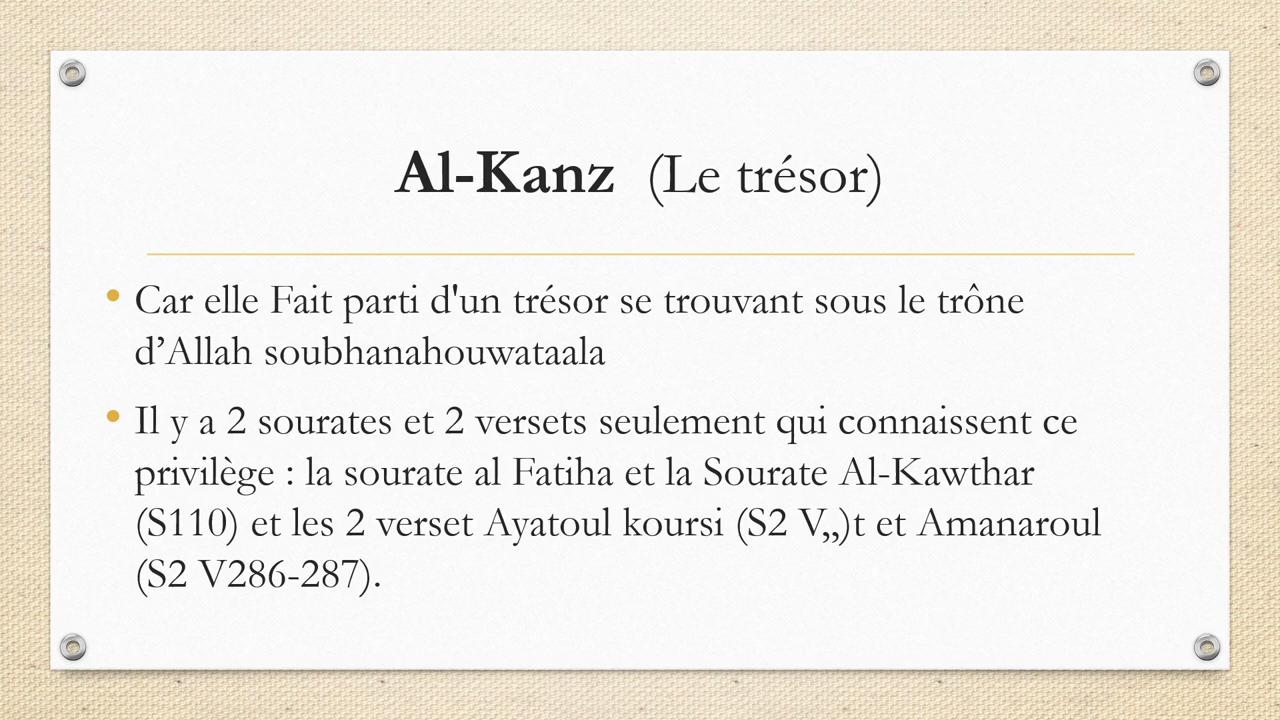 Al-Kanz (Le trésor)
• Car elle Fait parti d'un trésor se trouvant sous le trône
d’Allah soubhanahouwataala
• Il y a 2 sourates et 2 versets seulement qui connaissent ce
privilège : la sourate al Fatiha et la Sourate Al-Kawthar
(S110) et les 2 verset Ayatoul koursi (S2 V,,)t et Amanaroul
(S2 V286-287).